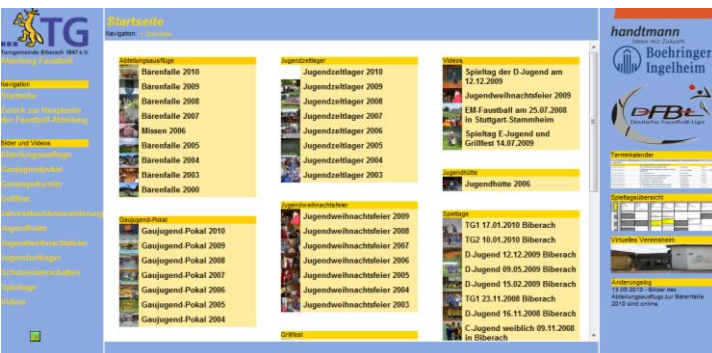 ...TG
Turngemeinde Biberach 1847 e.V.
Abteilung Faustball
Navigation
Startseite
Zurück zur Hauptseite
der Faustball Abteilung
Bilder und Videos
Abteilungsausflüge
Gaujugendpokal
Gerümpelturnier
Grillfest
Jahresabschlusswanderung
Jugendhütte
Jugendweihnachtsfeier
Jugendzeltlager
Schulmeisterschaften
Spieltage
Videos
Startseite
Navigation: > Startseite
Abteilungsausflüge
Bärenfalle 2010
Bärenfalle 2009
Bärenfalle 2008
Bärenfalle 2007
Missen 2006
Bärenfalle 2005
Bärenfalle 2004
Bärenfalle 2003
Bärenfalle 2000
Gaujugend-Pokal
Gaujugend-Pokal 2010
Gaujugend-Pokal 2009
Gaujugend-Pokal 2008
Gaujugend-Pokal 2007
Gaujugend-Pokal 2006
Gaujugend-Pokal 2005
Gaujugend-Pokal 2004
Jugendzeltlager
Jugendzeltlager 2010
Jugendzeltlager 2009
Jugendzeltlager 2008
Jugendzeltlager 2007
Jugendzeltlager 2006
Jugendzeltlager 2005
Jugendzeltlager 2004
Jugendzeltlager 2003
Jugendweihnachtsfeier
Jugendweihnachtsfeier 2009
Jugendweihnachtsfeier 2008
Jugendweihnachtsfeier 2007
Jugendweihnachtsfeier 2006
Jugendweihnachtsfeier 2005
Jugendweihnachtsfeier 2004
Jugendweihnachtsfeier 2003
Grillfest
Videos
Spieltag der D-Jugend am
12.12.2009
Jugendweihnachtsfeier 2009
EM-Faustball am 25.07.2008
in Stuttgart-Stammheim
Spieltag E-Jugend und
Grillfest 14.07.2009
Jugendhütte
Jugendhütte 2006
Spieltage
TG1 17.01.2010 Biberach
TG2 10.01.2010 Biberach
D-Jugend 12.12.2009 Biberach
D-Jugend 09.05.2009 Biberach
D-Jugend 15.02.2009 Biberach
TG1 23.11.2008 Biberach
D-Jugend 16.11.2008 Biberach
C-Jugend weiblich 09.11.2008
in Biberach
handtmann
Ideen mit Zukunft.
Boehringer
Ingelheim
DFBL
Deutsche Faustball-Liga
Terminkalender
Spieltagsübersicht
Virtuelles Vereinsheim
Änderungslog
13.09.2010 - Bilder des
Abteilungsausflugs zur Bärenfalle
2010 sind online